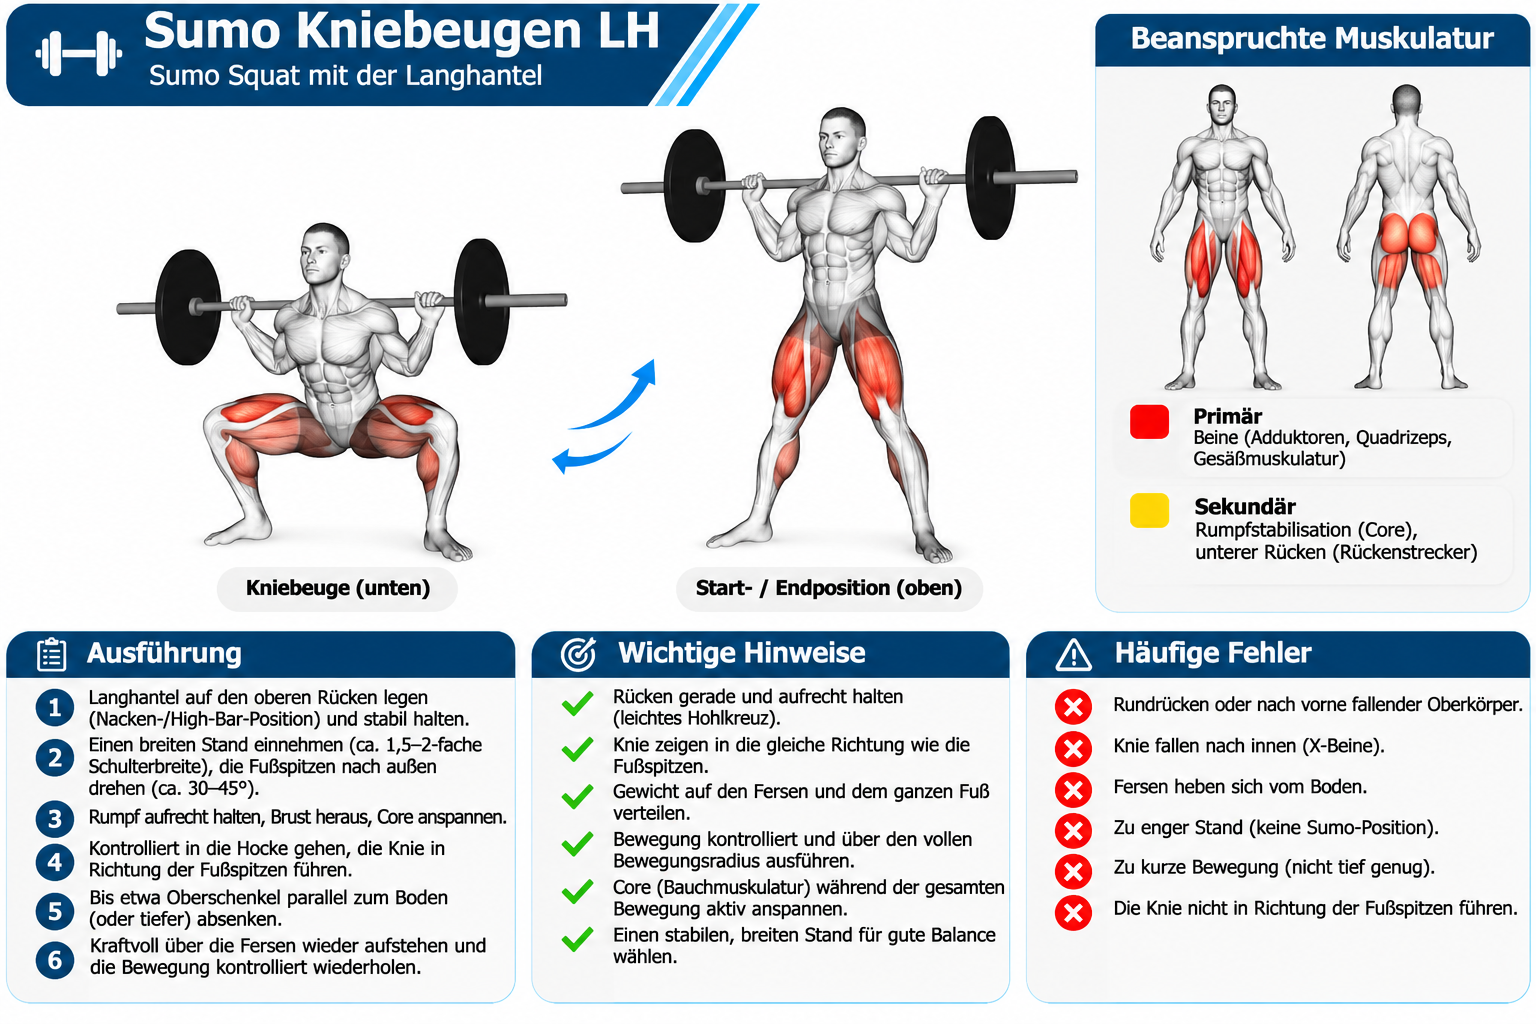 Sumo Kniebeugen LH
Sumo Squat mit der Langhantel
Beanspruchte Muskulatur
Primär
Beine (Adduktoren, Quadrizeps,
Gesäßmuskulatur)
Sekundär
Rumpfstabilisation (Core),
unterer Rücken (Rückenstrecker)
Kniebeuge (unten)
Start- / Endposition (oben)
Ausführung
1 Langhantel auf den oberen Rücken legen
(Nacken-/High-Bar-Position) und stabil halten.
2 Einen breiten Stand einnehmen (ca. 1,5–2-fache
Schulterbreite), die Fußspitzen nach außen
drehen (ca. 30–45°).
3 Rumpf aufrecht halten, Brust heraus, Core anspannen.
4 Kontrolliert in die Hocke gehen, die Knie in
Richtung der Fußspitzen führen.
5 Bis etwa Oberschenkel parallel zum Boden
(oder tiefer) absenken.
6 Kraftvoll über die Fersen wieder aufstehen und
die Bewegung kontrolliert wiederholen.
Wichtige Hinweise
Rücken gerade und aufrecht halten
(leichtes Hohlkreuz).
Knie zeigen in die gleiche Richtung wie die
Fußspitzen.
Gewicht auf den Fersen und dem ganzen Fuß
verteilen.
Bewegung kontrolliert und über den vollen
Bewegungsradius ausführen.
Core (Bauchmuskulatur) während der gesamten
Bewegung aktiv anspannen.
Einen stabilen, breiten Stand für gute Balance
wählen.
Häufige Fehler
Rundrücken oder nach vorne fallender Oberkörper.
Knie fallen nach innen (X-Beine).
Fersen heben sich vom Boden.
Zu enger Stand (keine Sumo-Position).
Zu kurze Bewegung (nicht tief genug).
Die Knie nicht in Richtung der Fußspitzen führen.